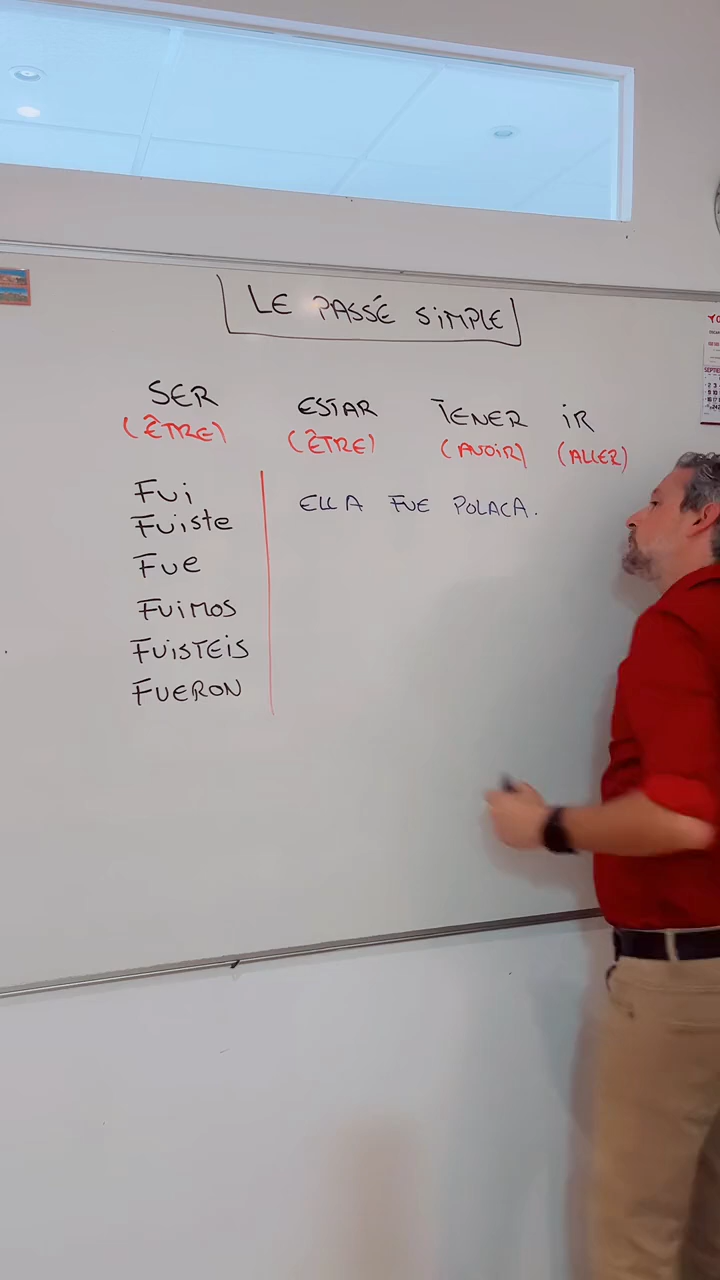 LE PASSÉ SIMPLE
SER ESTAR TENER iR
(ÊTRE) (ÊTRE) (AVOIR) (ALLER)
Fui
Fuiste
Fue
FuiMOS
FUiSTEiS
FUERON
ELLA FUE POLACA.